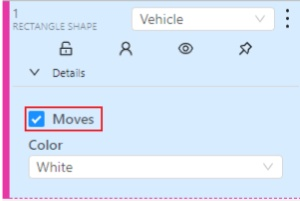 1
RECTANGLE SHAPE
Vehicle
Details
Moves
Color
White